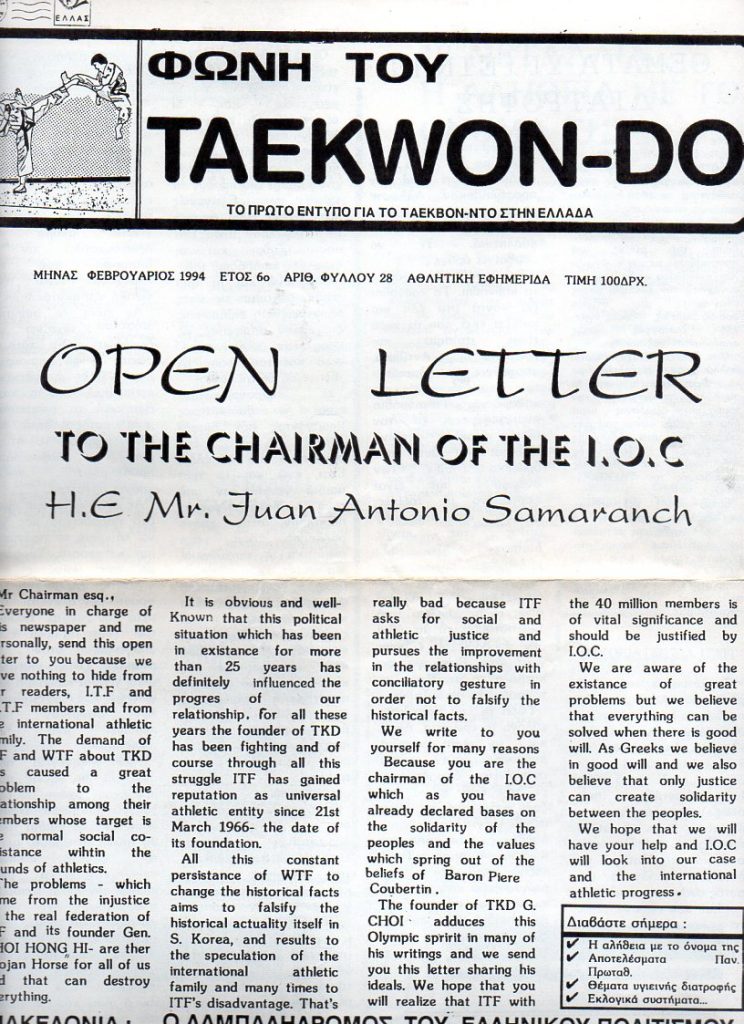 ΕΛΛΑΣ
ΦΩΝΗ ΤΟΥ
TAEKWON-DO
ΤΟ ΠΡΩΤΟ ΕΝΤΥΠΟ ΓΙΑ ΤΟ ΤΑΕΚΒΟΝ-ΝΤΟ ΣΤΗΝ ΕΛΛΑΔΑ
ΜΗΝΑΣ ΦΕΒΡΟΥΑΡΙΟΣ 1994 ΕΤΟΣ 6ο ΑΡΙΘ. ΦΥΛΛΟΥ 28 ΑΘΛΗΤΙΚΗ ΕΦΗΜΕΡΙΔΑ ΤΙΜΗ 100ΔΡΧ.
OPEN LETTER
TO THE CHAIRMAN OF THE I.O.C
H.E Mr. Juan Antonio Samaranch
Mr Chairman esq.,
Everyone in charge of
is newspaper and me
rsonally, send this open
ter to you because we
ve nothing to hide from
r readers, I.T.F and
.T.F members and from
e international athletic
mily. The demand of
F and WTF about TKD
s caused a great
oblem to the
ationship among their
embers whose target is
e normal social co-
istance wihtin the
unds of athletics.
The problems - which
me from the injustice
the real federation of
F and its founder Gen.
HOI HONG HI- are ther
ojan Horse" for all of us
d that can destroy
erything.
It is obvious and well-
Known that this political
situation which has been
in existance for more
than 25 years has
definitely influenced the
progres of our
relationship. For all these
years the founder of TKD
has been fighting and of
course through all this
struggle ITF has gained
reputation as universal
athletic entity since 21st
March 1966- the date of
its foundation.
All this constant
persistance of WTF to
change the historical facts
aims to falsify the
historical actuality itself in
S. Korea, and results to
the speculation of the
international athletic
family and many times to
ITF's disadvantage. That's
really bad because ITF
asks for social and
athletic justice and
pursues the improvement
in the relationships with
conciliatory gesture in
order not to falsify the
historical facts.
We write to you
yourself for many reasons
Because you are the
chairman of the I.O.C
which as you have
already declared bases on
the solidarity of the
peoples and the values
which spring out of the
beliefs of Baron Piere
Coubertin .
The founder of TKD G.
CHOI adduces this
Olympic spririt in many of
his writings and we send
you this letter sharing his
ideals. We hope that you
will realize that ITF with
the 40 million members is
of vital significance and
should be justified by
I.O.C.
We are aware of the
existance of great
problems but we believe
that everything can be
solved when there is good
will. As Greeks we believe
in good will and we also
believe that only justice
can create solidarity
between the peoples.
We hope that we will
have your help and I.O.C
will look into our case
and the international
athletic progress.
Διαβάστε σήμερα :
✔ Η αλήθεια με το όνομα της
✔ Αποτελέσματα Παν.
Πρωταθ.
✔ Θέματα υγιεινής διατροφής
✔ Εκλογικά συστήματα...
ΑΚΕΔΟΝΙΑ : Ο ΛΑΜΠΑΔΗΔΡΟΜΟΣ ΤΟΥ ΕΛΛΗΝΙΚΟΥ ΠΟΛΙΤΙΣΜΟΥ